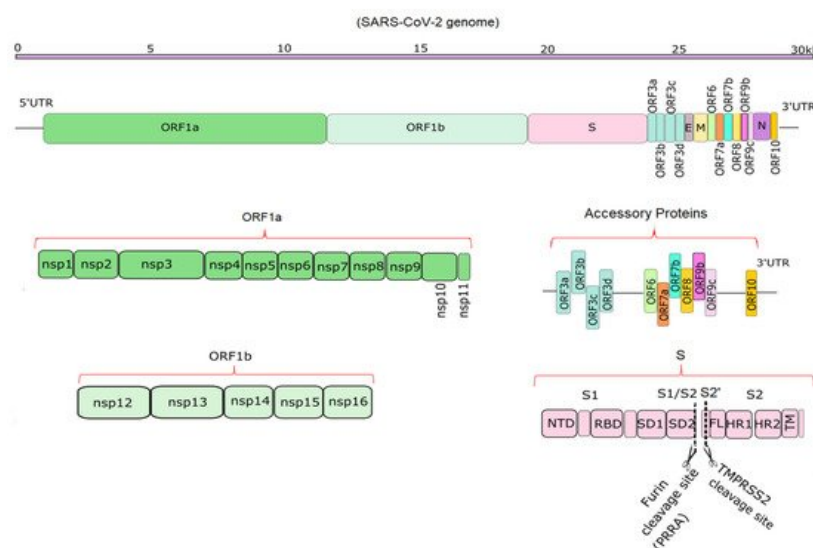 (SARS-CoV-2 genome)
0 5 10 15 20 25 30kb
5'UTR ORF1a ORF1b S ORF3a ORF3b ORF3c ORF3d E M ORF6 ORF7a ORF7b ORF8 ORF9b ORF9c N ORF10 3'UTR
ORF1a
nsp1 nsp2 nsp3 nsp4 nsp5 nsp6 nsp7 nsp8 nsp9 nsp10 nsp11
Accessory Proteins
ORF3a ORF3b ORF3c ORF3d ORF6 ORF7a ORF7b ORF8 ORF9b ORF9c ORF10 3'UTR
ORF1b
nsp12 nsp13 nsp14 nsp15 nsp16
S
S1 S1/S2 S2' S2
NTD RBD SD1 SD2 FL HR1 HR2 TM
Furin
cleavage site
(PRRA)
TMPRSS2
cleavage site